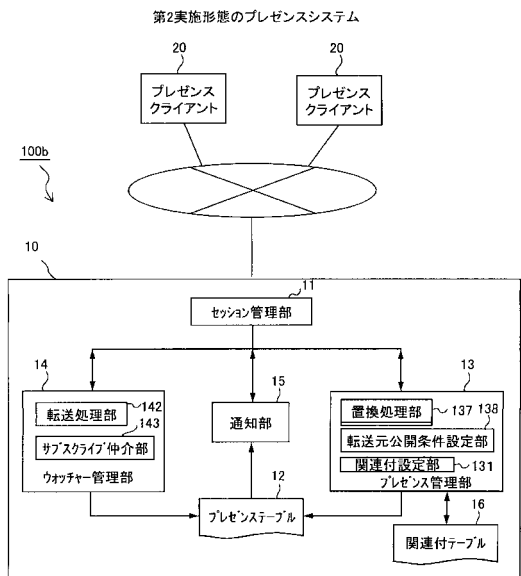 第2実施形態のプレゼンスシステム
20
20
プレゼンス
クライアント
プレゼンス
クライアント
100b
10
11
セッション管理部
14
転送処理部
142
143
サブスクライブ仲介部
ウォッチャー管理部
15
通知部
13
置換処理部
137
138
転送元公開条件設定部
関連付設定部
131
プレゼンス管理部
12
プレゼンステーブル
16
関連付テーブル